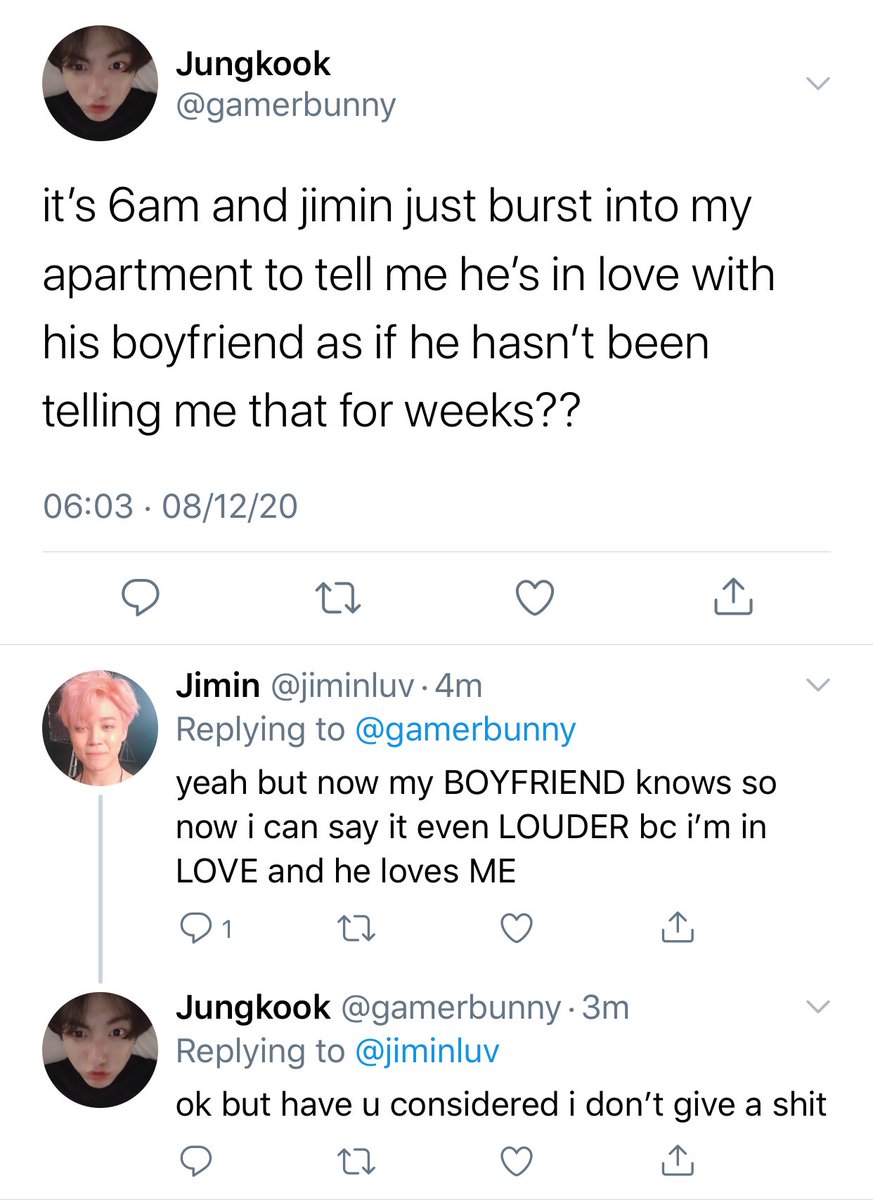 Jungkook
@gamerbunny
it’s 6am and jimin just burst into my
apartment to tell me he’s in love with
his boyfriend as if he hasn’t been
telling me that for weeks??
06:03 · 08/12/20
Jimin @jiminluv · 4m
Replying to @gamerbunny
yeah but now my BOYFRIEND knows so
now i can say it even LOUDER bc i’m in
LOVE and he loves ME
1
Jungkook @gamerbunny · 3m
Replying to @jiminluv
ok but have u considered i don’t give a shit